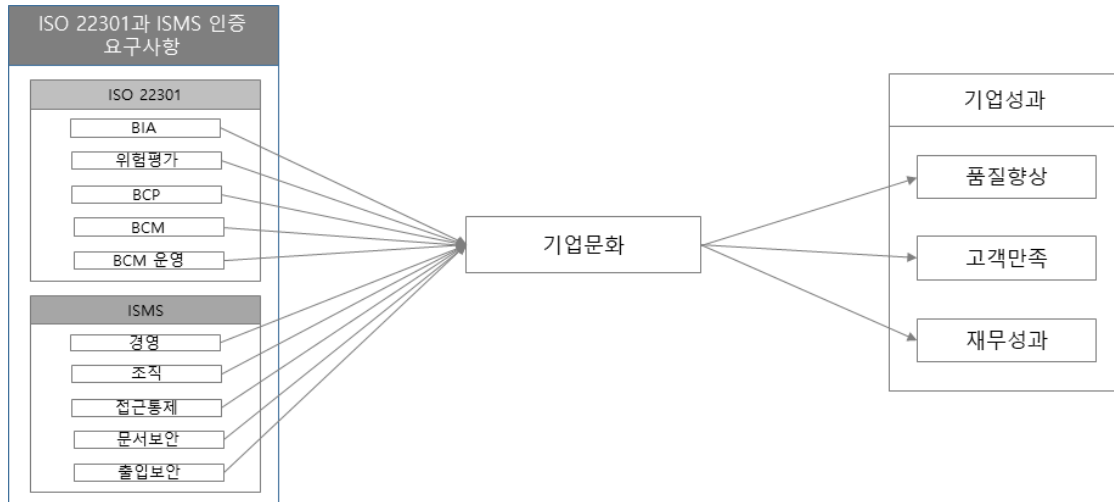 ISO 22301과 ISMS 인증
요구사항
ISO 22301
BIA
위험평가
BCP
BCM
BCM 운영
ISMS
경영
조직
접근통제
문서보안
출입보안
기업문화
기업성과
품질향상
고객만족
재무성과